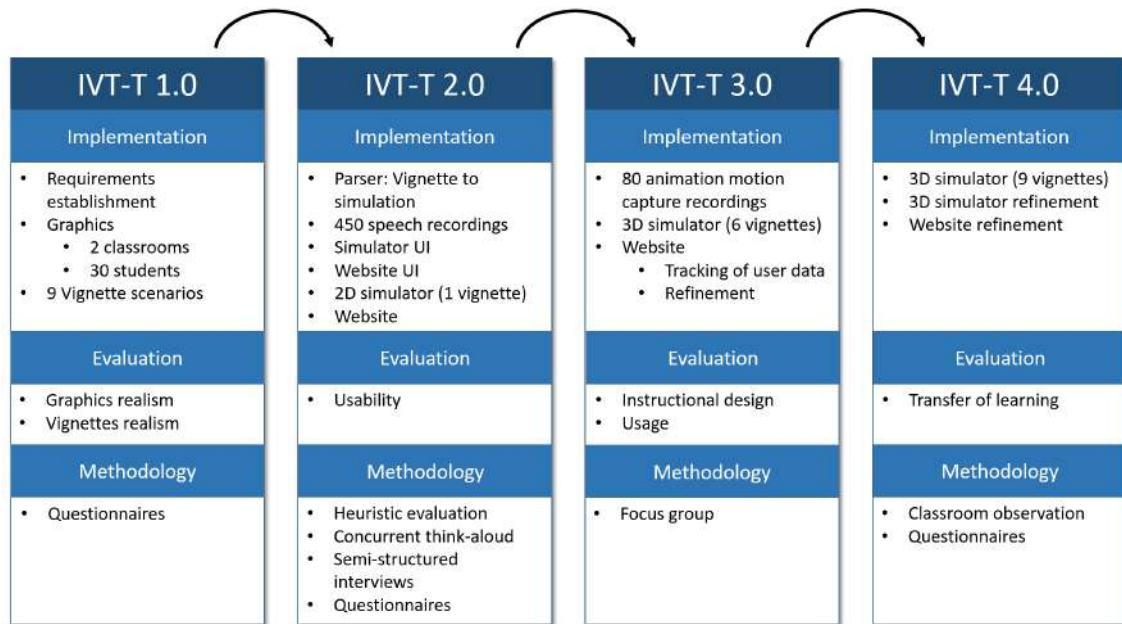 IVT-T 1.0
Implementation
• Requirements
establishment
• Graphics
• 2 classrooms
• 30 students
• 9 Vignette scenarios
Evaluation
• Graphics realism
• Vignettes realism
Methodology
• Questionnaires
IVT-T 2.0
Implementation
• Parser: Vignette to
simulation
• 450 speech recordings
• Simulator UI
• Website UI
• 2D simulator (1 vignette)
• Website
Evaluation
• Usability
Methodology
• Heuristic evaluation
• Concurrent think-aloud
• Semi-structured
interviews
• Questionnaires
IVT-T 3.0
Implementation
• 80 animation motion
capture recordings
• 3D simulator (6 vignettes)
• Website
• Tracking of user data
• Refinement
Evaluation
• Instructional design
• Usage
Methodology
• Focus group
IVT-T 4.0
Implementation
• 3D simulator (9 vignettes)
• 3D simulator refinement
• Website refinement
Evaluation
• Transfer of learning
Methodology
• Classroom observation
• Questionnaires